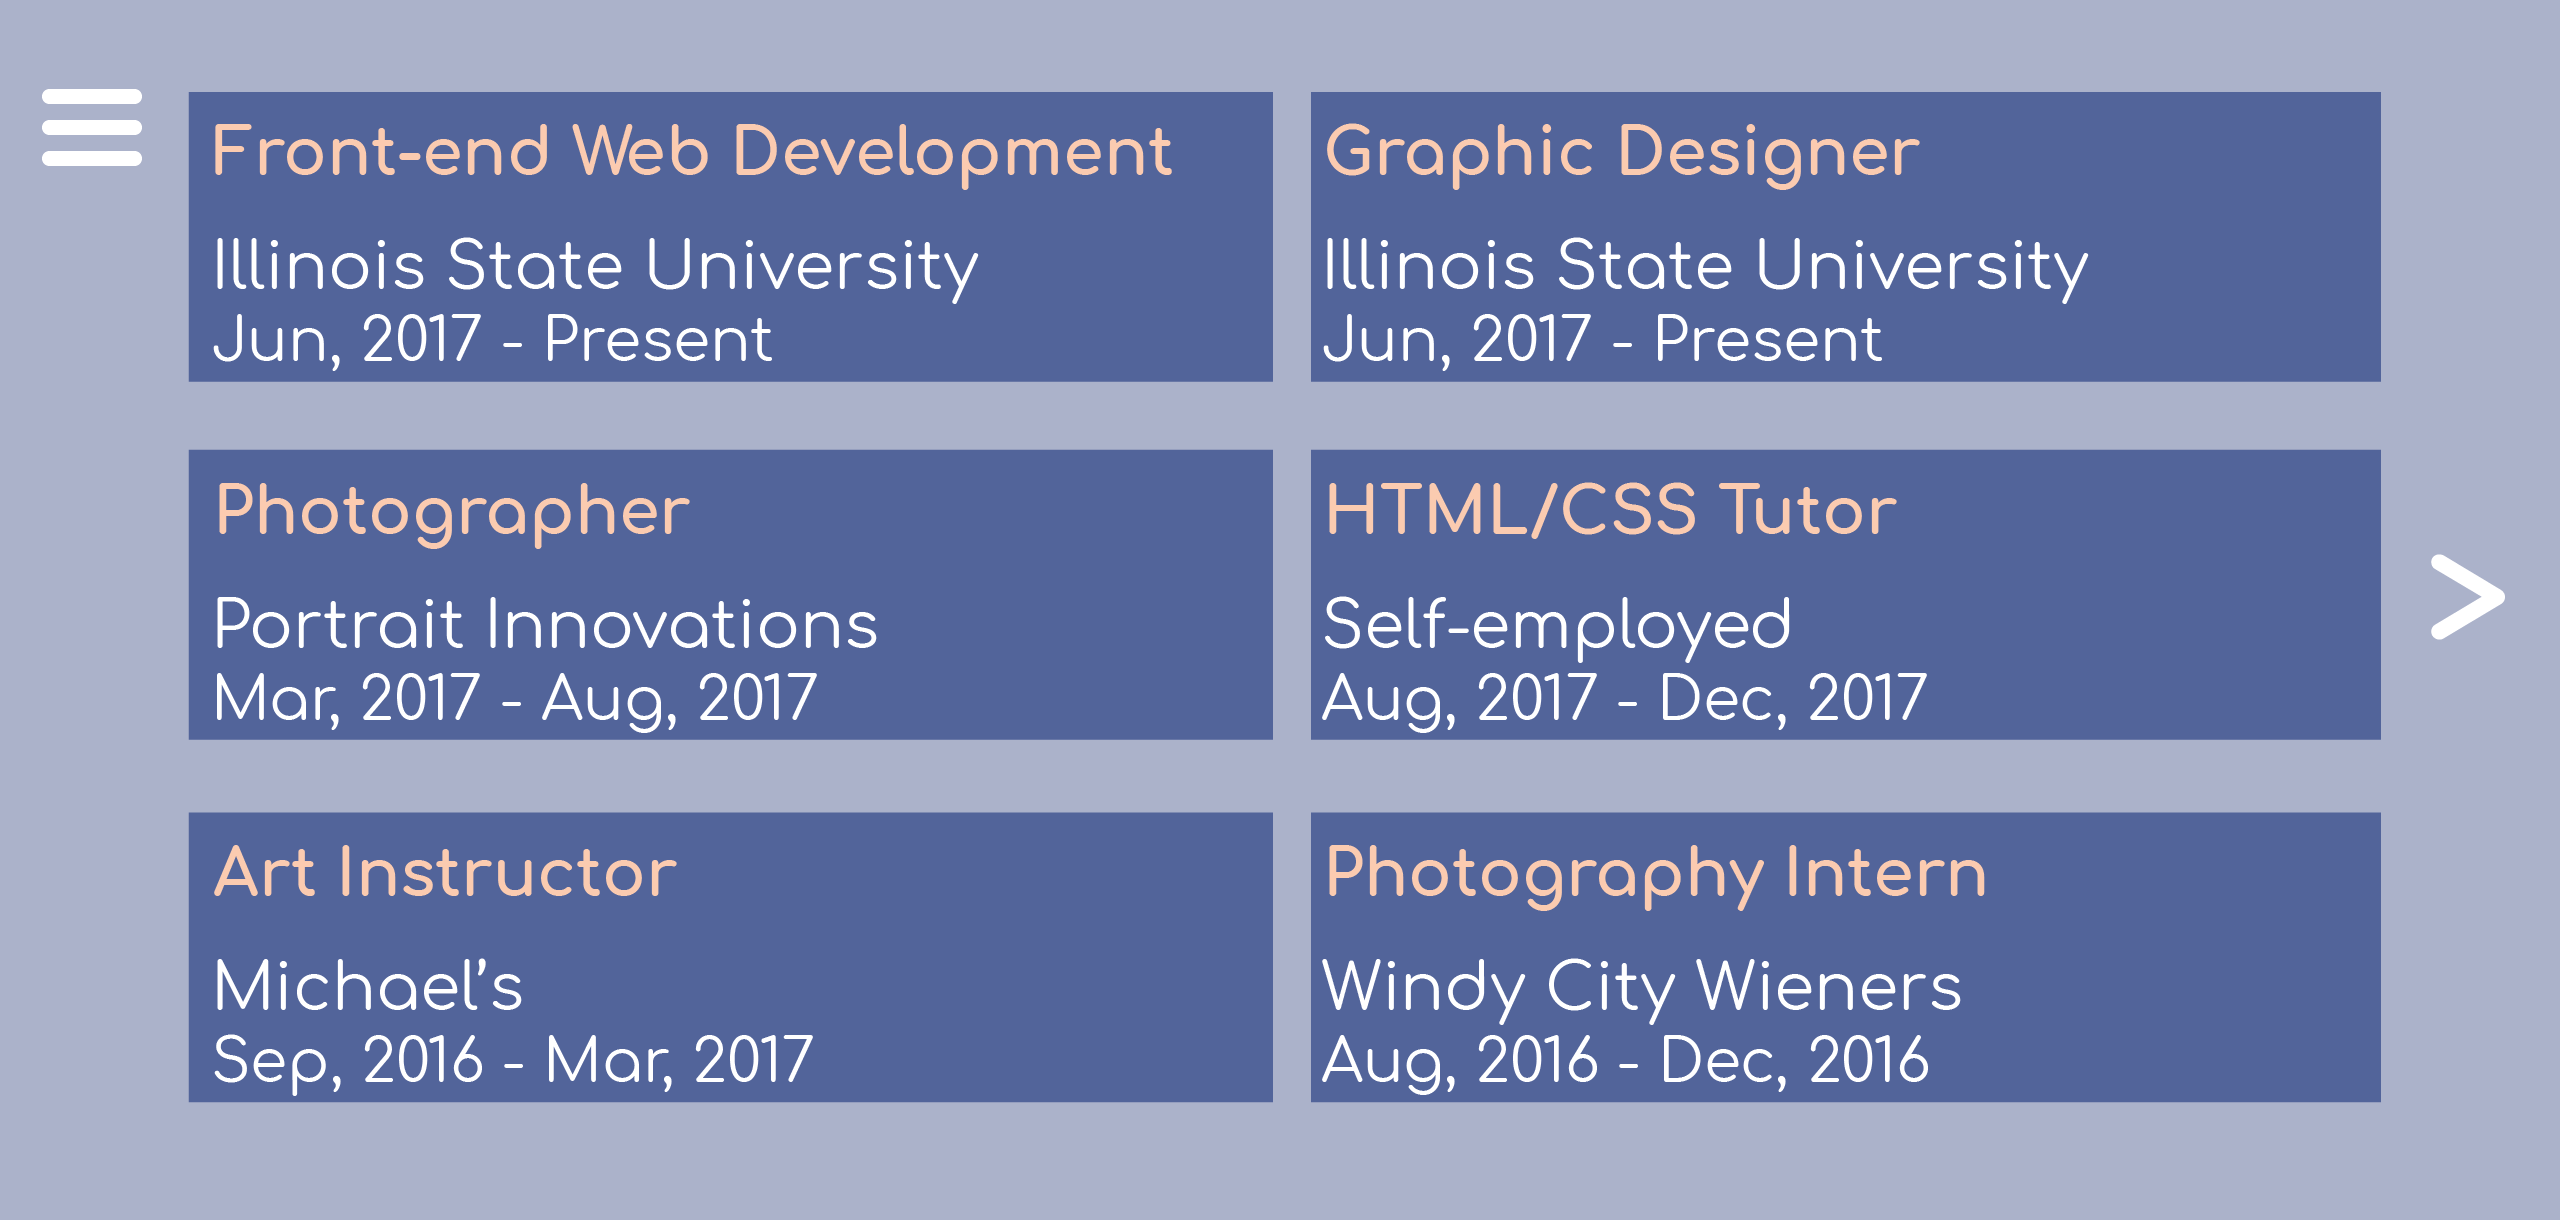 Front-end Web Development
Illinois State University
Jun, 2017 - Present
Graphic Designer
Illinois State University
Jun, 2017 - Present
Photographer
Portrait Innovations
Mar, 2017 - Aug, 2017
HTML/CSS Tutor
Self-employed
Aug, 2017 - Dec, 2017
Art Instructor
Michael’s
Sep, 2016 - Mar, 2017
Photography Intern
Windy City Wieners
Aug, 2016 - Dec, 2016